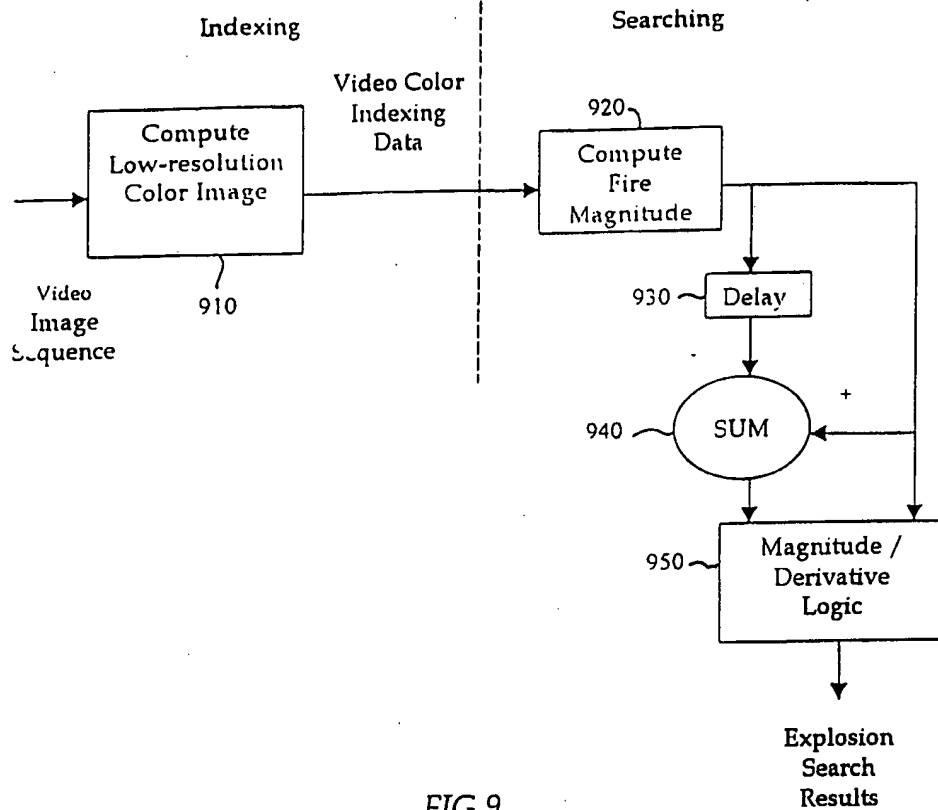 Indexing
Searching
Video Color
Indexing
Data
Compute
Low-resolution
Color Image
910
Video
Image
Sequence
920
Compute
Fire
Magnitude
930
Delay
+
940
SUM
950
Magnitude /
Derivative
Logic
Explosion
Search
Results
FIG. 9